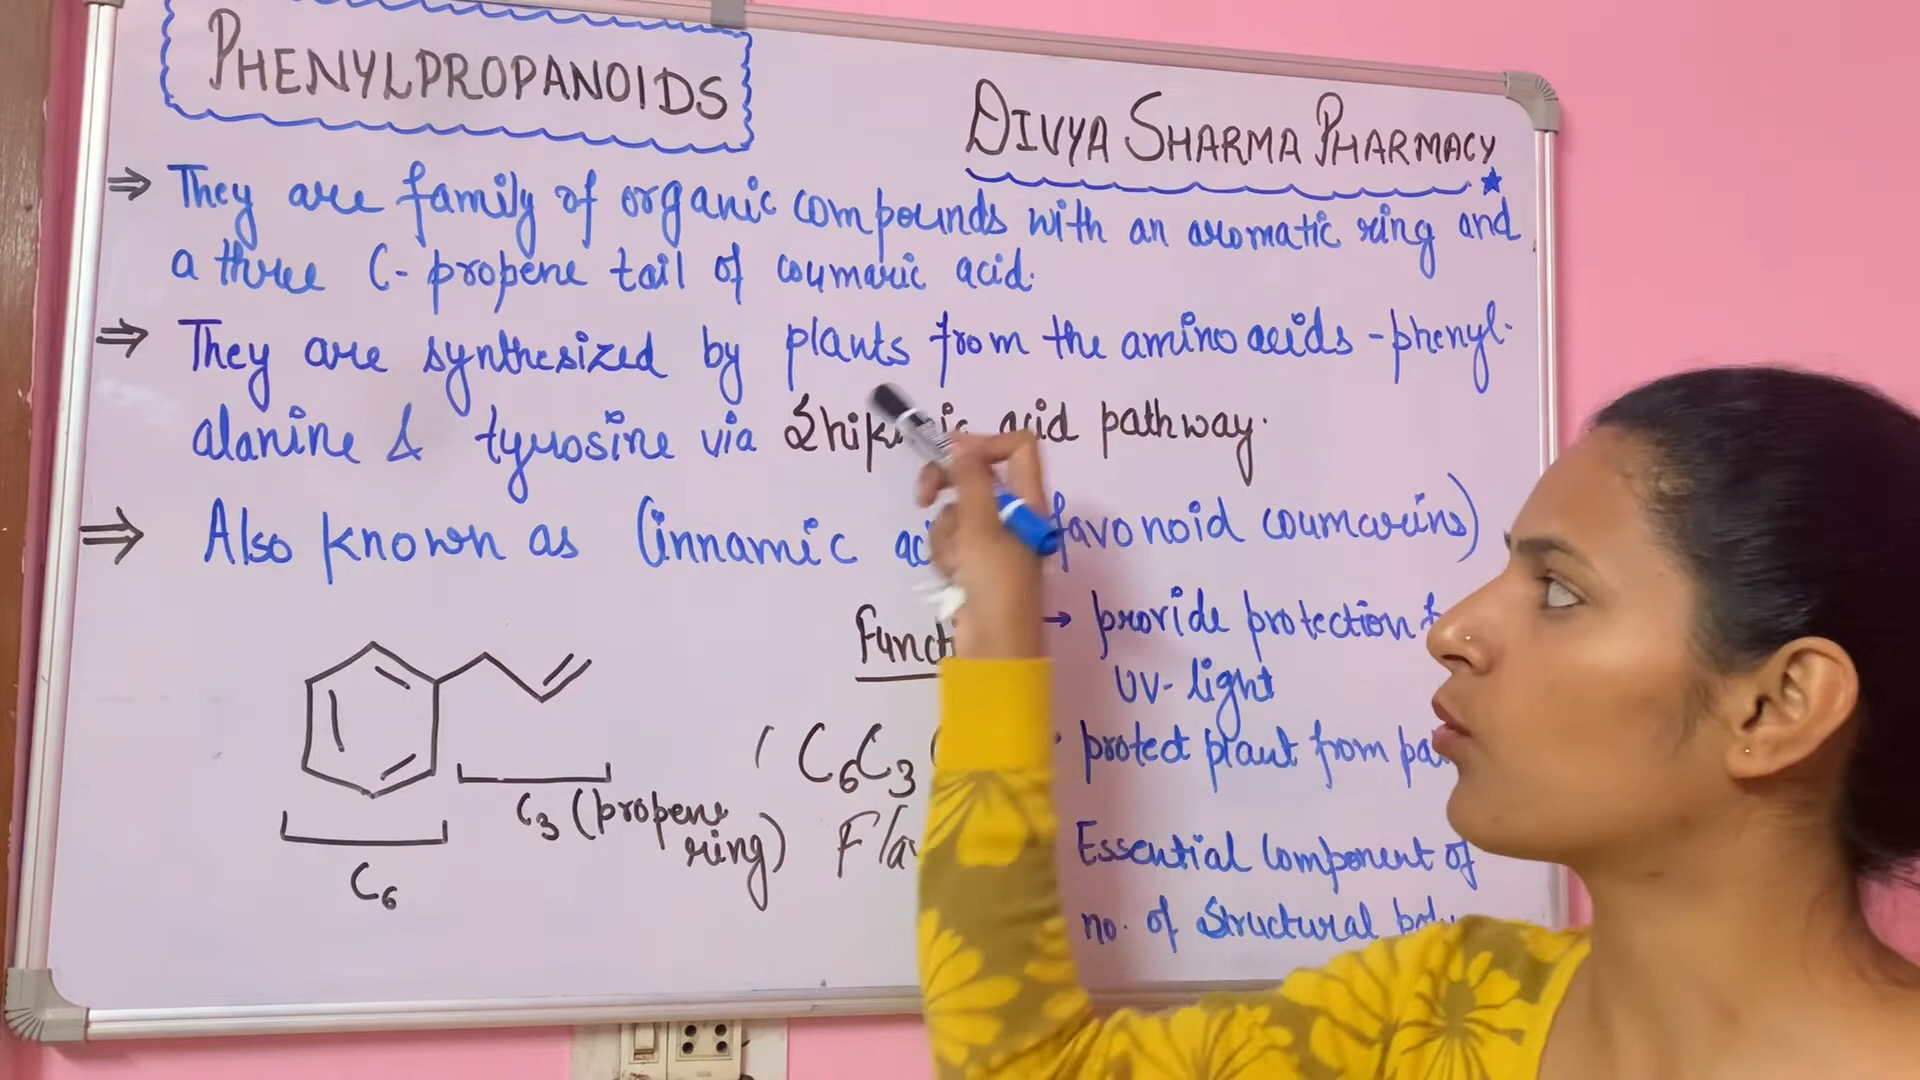 PHENYLPROPANOIDS
DIVYA SHARMA PHARMACY
⇒ They are family of organic compounds with an aromatic ring and
a three C- propene tail of coumaric acid.
⇒ They are synthesized by plants from the amino acids - phenyl-
alanine & tyrosine via Shikimic acid pathway.
⇒ Also known as Cinnamic favonoid coumarins)
→ provide protection
UV- light
C6C3
protect plant from
C3 (propene
ring)
C6
Essential component of
no. of Structural